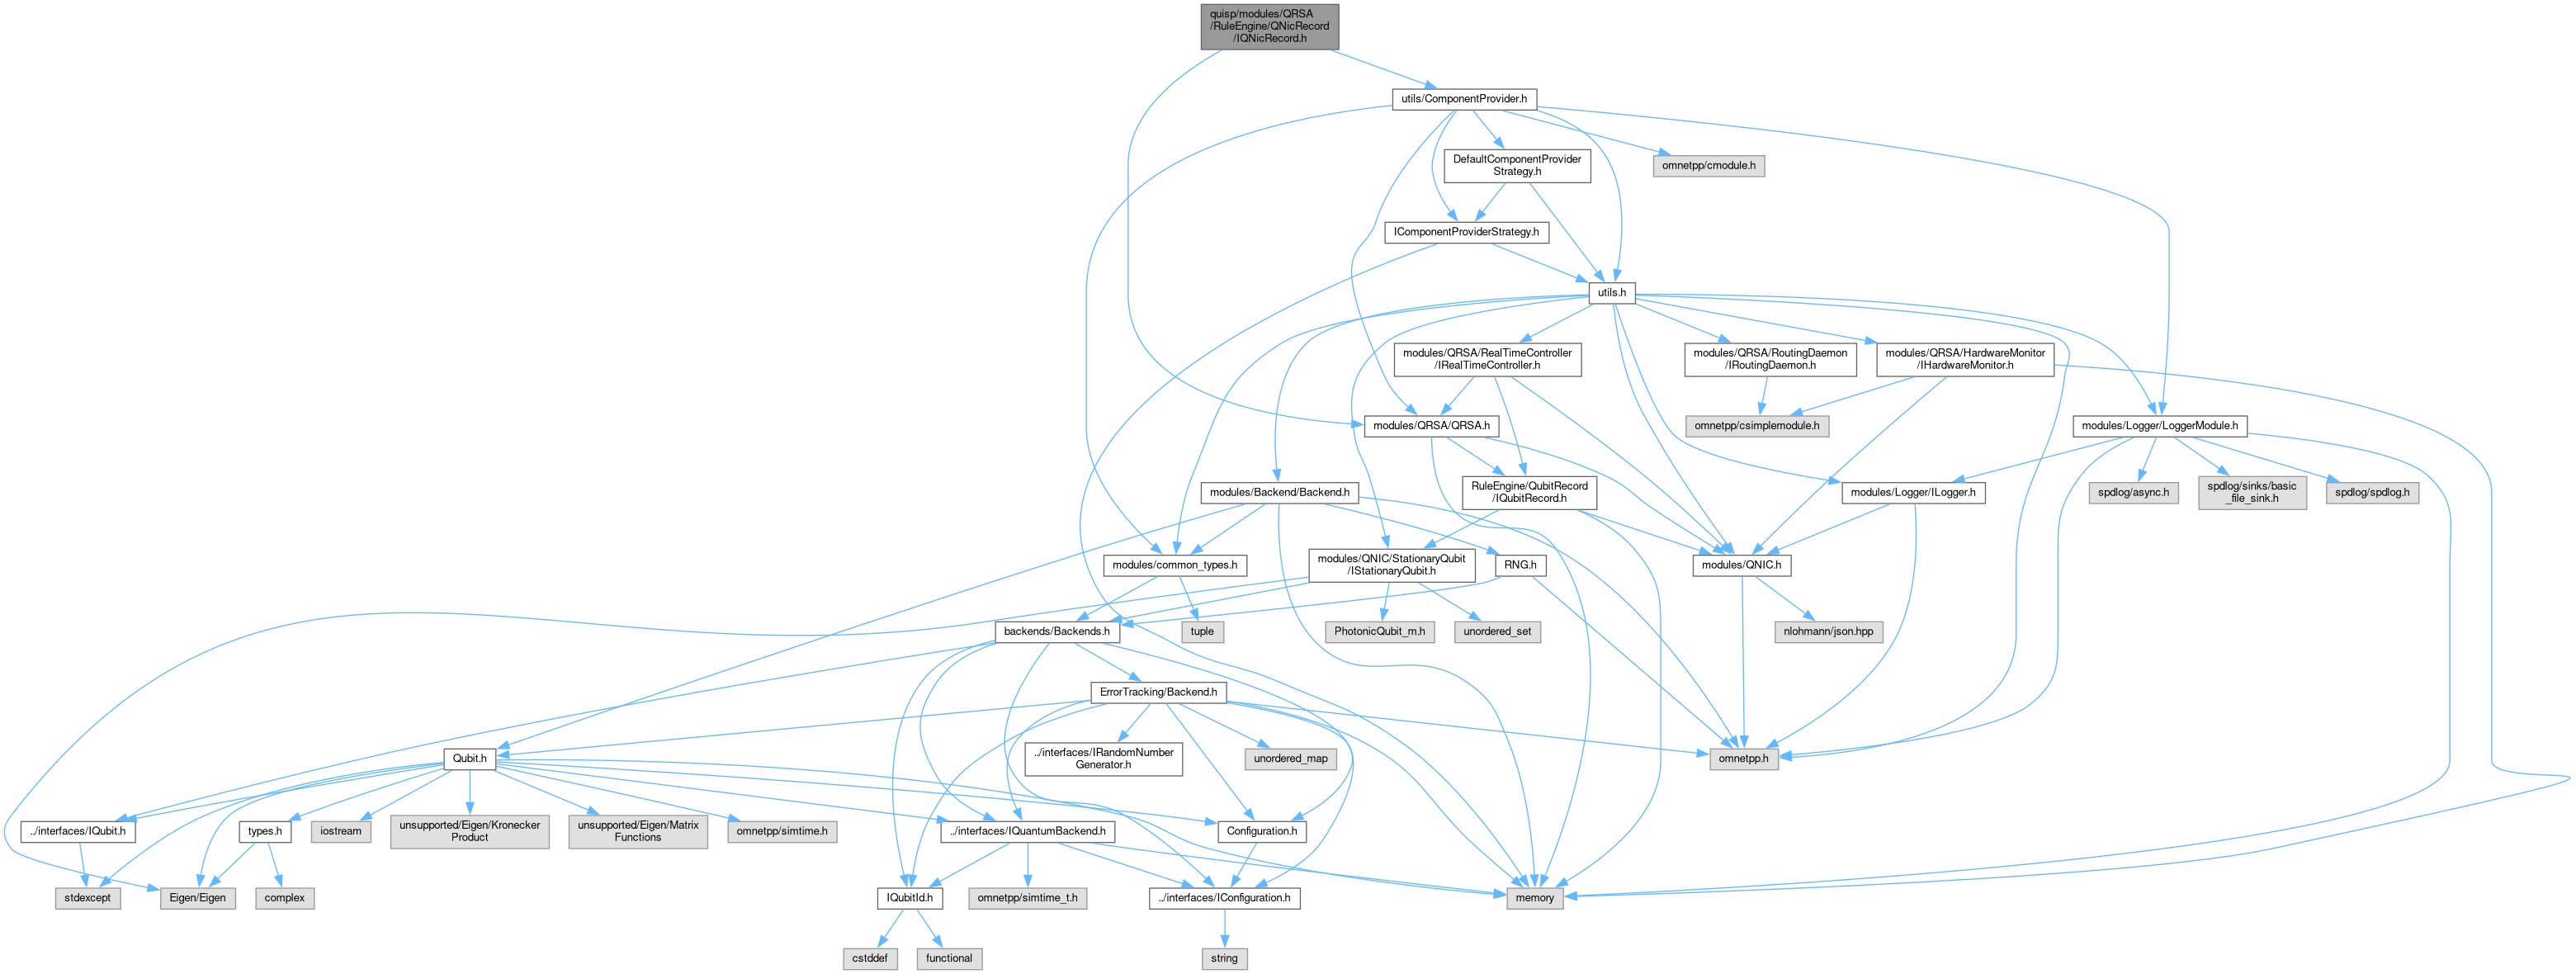 quisp/modules/QRSA
/RuleEngine/QNicRecord
/IQNicRecord.h
utils/ComponentProvider.h
DefaultComponentProvider
Strategy.h
omnetpp/cmodule.h
IComponentProviderStrategy.h
utils.h
modules/QRSA/RealTimeController
/IRealTimeController.h
modules/QRSA/RoutingDaemon
/IRoutingDaemon.h
modules/QRSA/HardwareMonitor
/IHardwareMonitor.h
modules/QRSA/QRSA.h
omnetpp/csimplemodule.h
modules/Logger/LoggerModule.h
modules/Backend/Backend.h
RuleEngine/QubitRecord
/IQubitRecord.h
modules/Logger/ILogger.h
spdlog/async.h
spdlog/sinks/basic
_file_sink.h
spdlog/spdlog.h
modules/common_types.h
modules/QNIC/StationaryQubit
/IStationaryQubit.h
RNG.h
modules/QNIC.h
backends/Backends.h
tuple
PhotonicQubit_m.h
unordered_set
nlohmann/json.hpp
ErrorTracking/Backend.h
Qubit.h
../interfaces/IRandomNumber
Generator.h
unordered_map
omnetpp.h
../interfaces/IQubit.h
types.h
iostream
unsupported/Eigen/Kronecker
Product
unsupported/Eigen/Matrix
Functions
omnetpp/simtime.h
../interfaces/IQuantumBackend.h
Configuration.h
stdexcept
Eigen/Eigen
complex
IQubitId.h
omnetpp/simtime_t.h
../interfaces/IConfiguration.h
memory
cstddef
functional
string